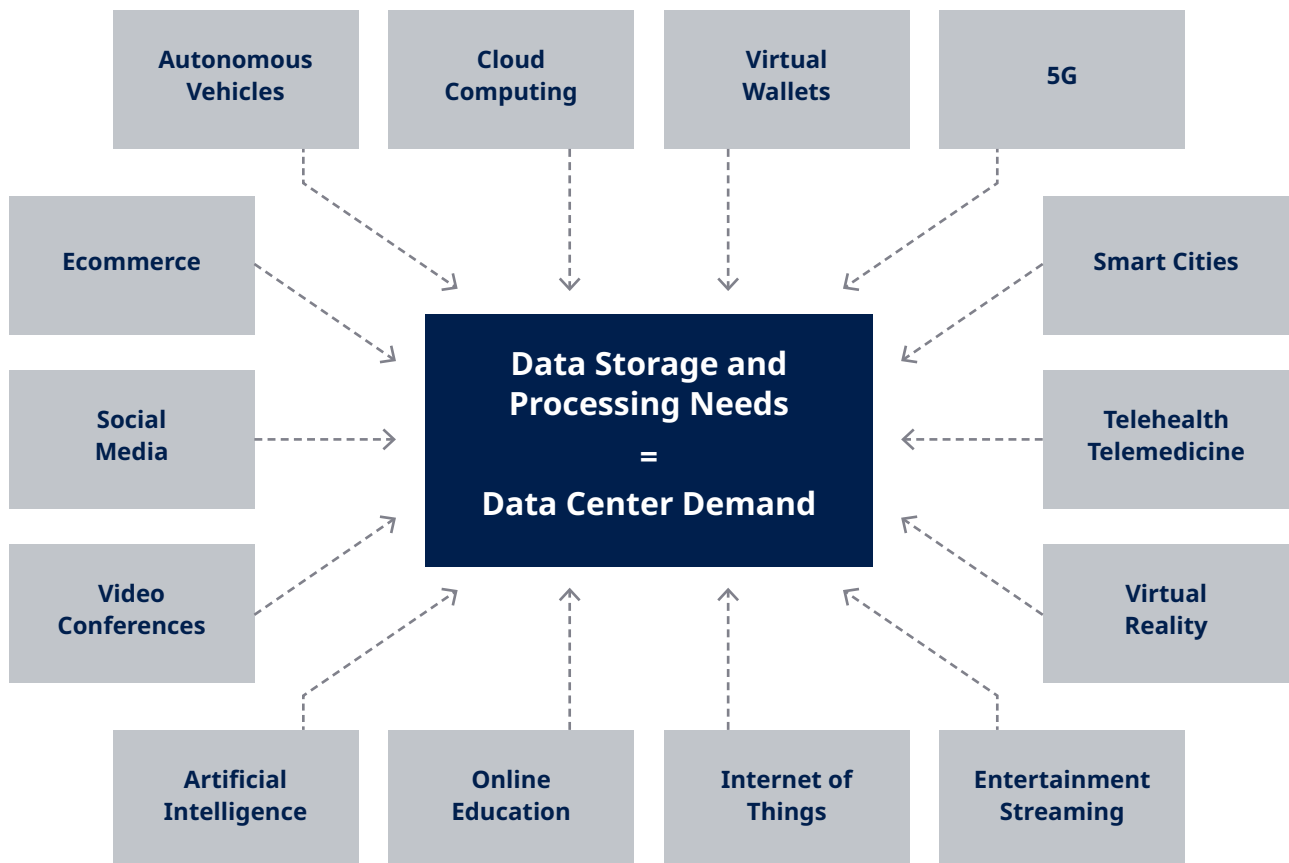 Autonomous
Vehicles
Cloud
Computing
Virtual
Wallets
5G
Ecommerce
Smart Cities
Data Storage and
Processing Needs
=
Data Center Demand
Social
Media
Telehealth
Telemedicine
Video
Conferences
Virtual
Reality
Artificial
Intelligence
Online
Education
Internet of
Things
Entertainment
Streaming